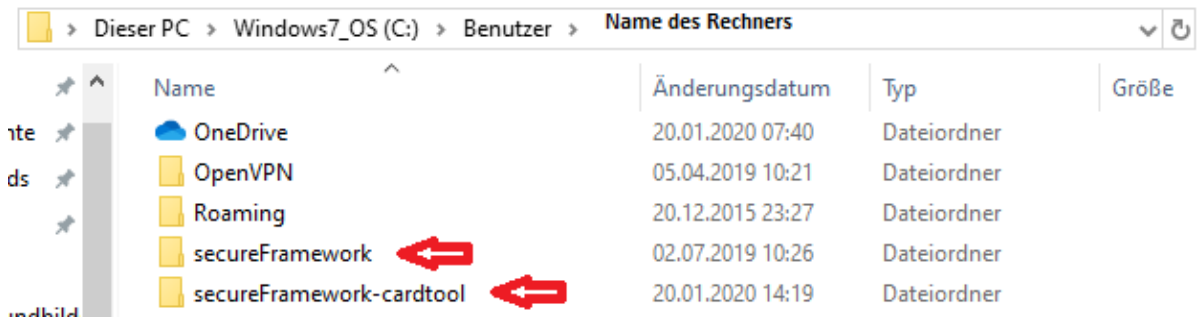 Dieser PC > Windows7_OS (C:) > Benutzer > Name des Rechners
Name Änderungsdatum Typ Größe
nte OneDrive 20.01.2020 07:40 Dateiordner
ds OpenVPN 05.04.2019 10:21 Dateiordner
Roaming 20.12.2015 23:27 Dateiordner
secureFramework 02.07.2019 10:26 Dateiordner
secureFramework-cardtool 20.01.2020 14:19 Dateiordner